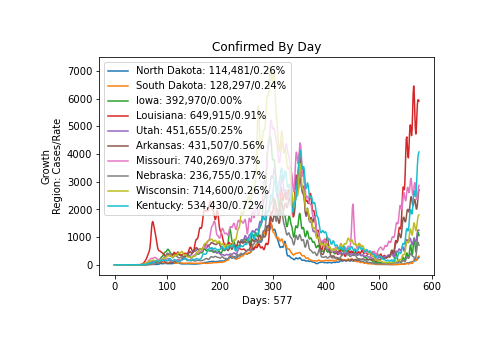 Confirmed By Day
Growth
Region: Cases/Rate
7000
6000
5000
4000
3000
2000
1000
0
North Dakota: 114,481/0.26%
South Dakota: 128,297/0.24%
Iowa: 392,970/0.00%
Louisiana: 649,915/0.91%
Utah: 451,655/0.25%
Arkansas: 431,507/0.56%
Missouri: 740,269/0.37%
Nebraska: 236,755/0.17%
Wisconsin: 714,600/0.26%
Kentucky: 534,430/0.72%
0 100 200 300 400 500 600
Days: 577